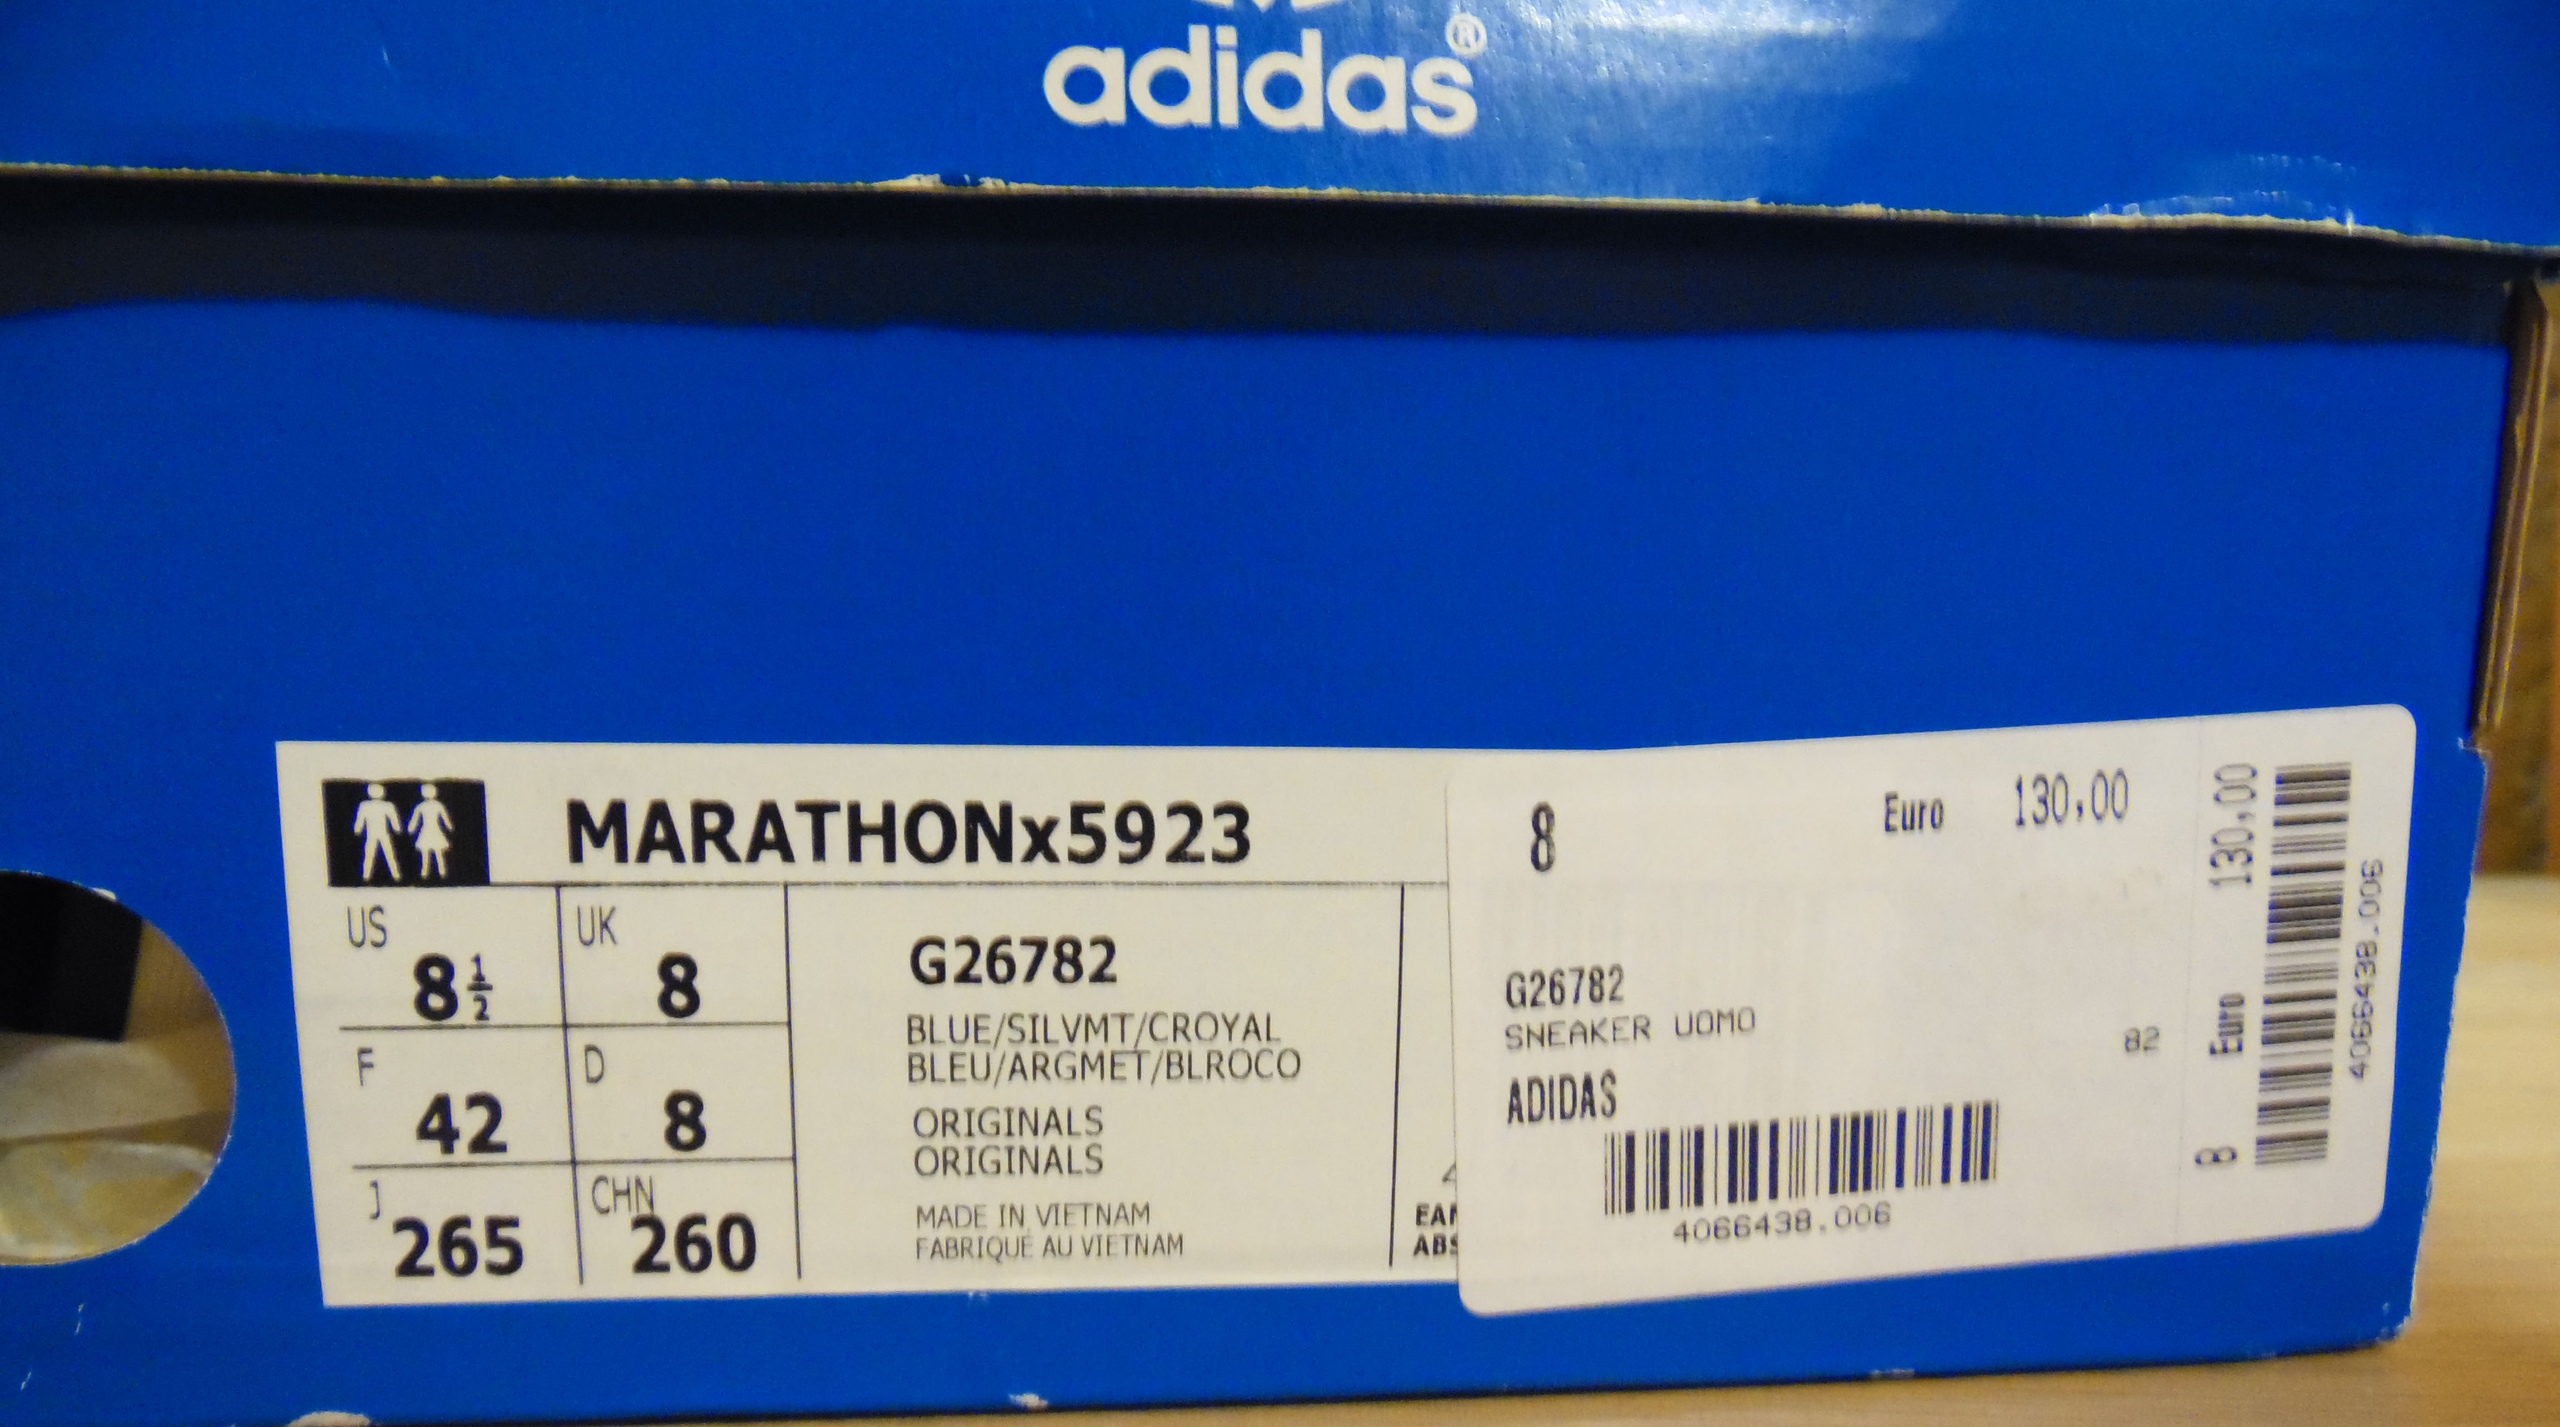 adidas®
MARATHONx5923
US 8 1/2
UK 8
F 42
D 8
J 265
CHN 260
G26782
BLUE/SILVMT/CROYAL
BLEU/ARGMET/BLROCO
ORIGINALS
ORIGINALS
MADE IN VIETNAM
FABRIQUÉ AU VIETNAM
8 Euro 130,00
G26782
SNEAKER UOMO
82
ADIDAS
4066438.006
8 Euro 130,00
4066438.006